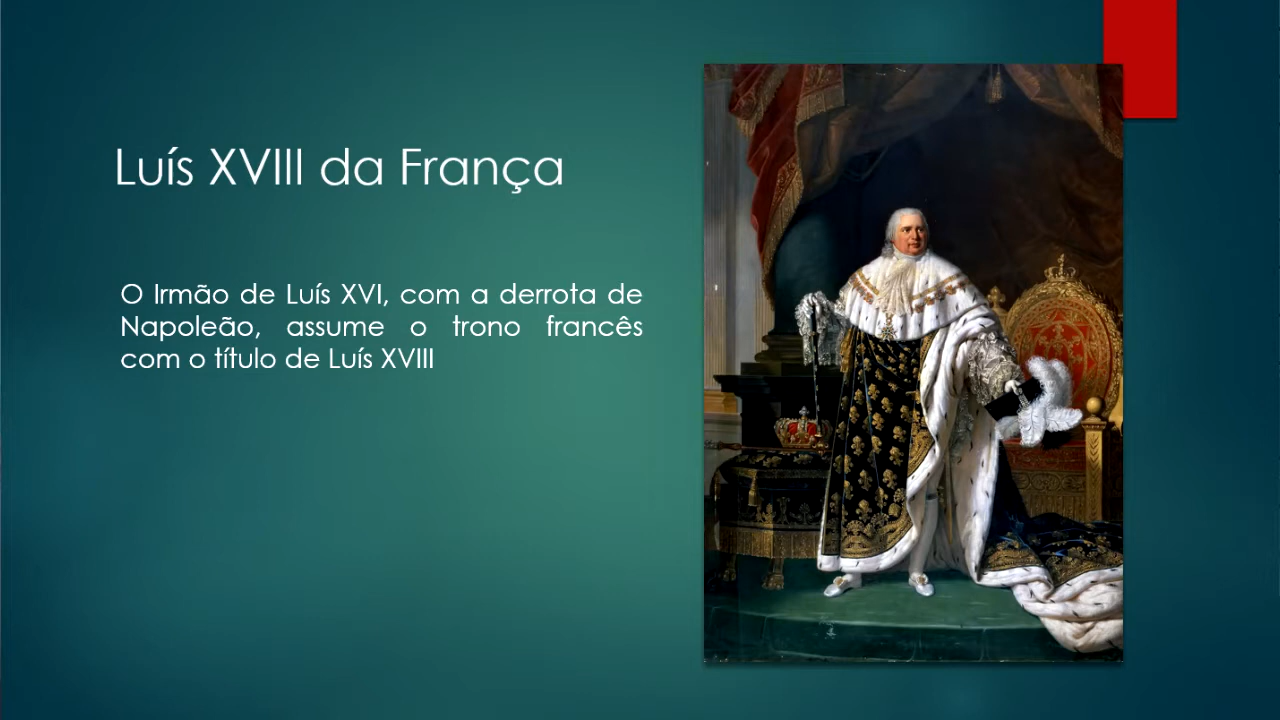 Luís XVIII da França
O Irmão de Luís XVI, com a derrota de
Napoleão, assume o trono francês
com o título de Luís XVIII